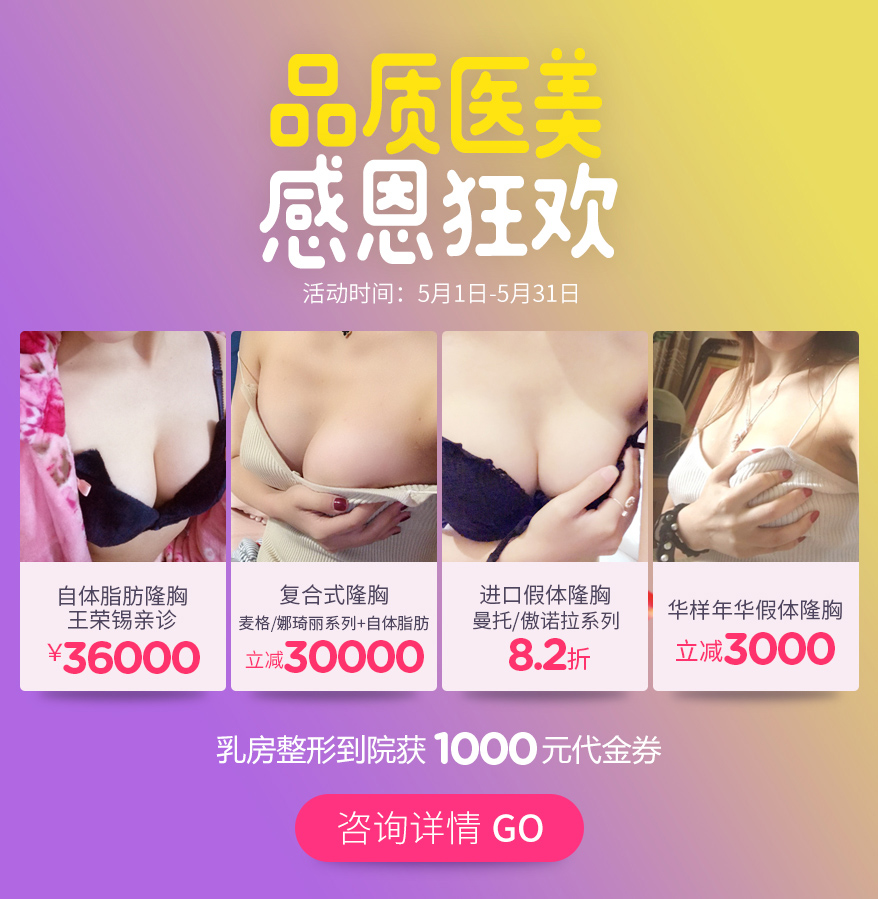 品质医美
感恩狂欢
活动时间：5月1日-5月31日
自体脂肪隆胸
王荣锡亲诊
¥36000
复合式隆胸
麦格/娜琦丽系列+自体脂肪
立减30000
进口假体隆胸
曼托/傲诺拉系列
8.2折
华样年华假体隆胸
立减3000
乳房整形到院获 1000 元代金券
咨询详情 GO